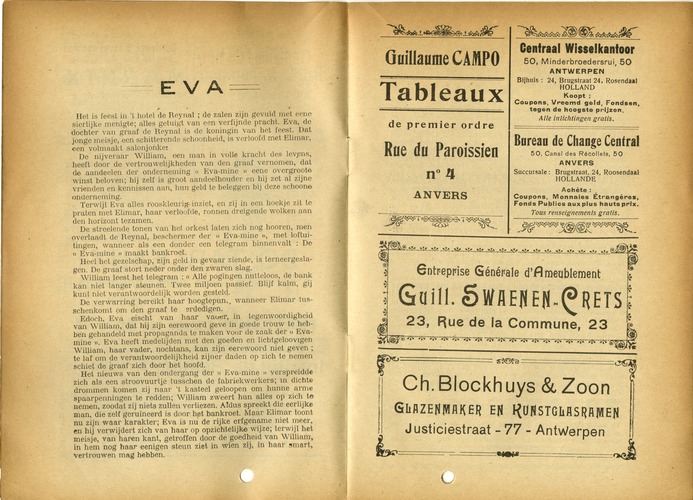 EVA
Het is feest in 't hotel de Reynal ; de zalen zijn gevuld met eene
sierlijke menigte; alles getuigt van een verfijnde pracht. Eva, de
dochter van graaf de Reynal is de koningin van het feest. Dat
jonge meisje, een schitterende schoonheid, is verloofd met Elimar,
een volmaakt salonjonker
De nijveraar William, een man in volle kracht des levens,
heeft door de vertrouwelijkheden van den graaf vernomen, dat
de aandeelen der onderneming « Eva-mine » eene overgroote
winst beloven; hij zelf is groot aandeelhouder en hij zet al zijne
vrienden en kennissen aan, hun geld te beleggen bij deze schoone
onderneming.
Terwijl Eva alles rooskleurig inziet, en zij in een hoekje zit te
praten met Elimar, haar verloofde, ronnen dreigende wolken aan
den horizont tezamen.
De streelende tonen van het orkest laten zich nog hooren, men
overlaadt de Reynal, beschermer der « Eva-mine », met loftui-
tingen, wanneer als een donder een telegram binnenvalt : De
« Eva-mine » maakt bankroet.
Heel het gezelschap, zijn geld in gevaar ziende, is terneergesla-
gen. De graaf stort neder onder den zwaren slag.
William leest het telegram : « Alle pogingen nutteloos, de bank
kan niet langer steunen. Twee miljoen passief. Blijf kalm, gij
kunt niet verantwoordelijk worden gesteld.
De verwarring bereikt haar hoogtepun., wanneer Elimar tus-
schenkomt om den graaf te erdedigen.
Edoch, Eva eischt van haar vader, in tegenwoordigheid
van William, dat hij zijn eerewoord geve in goede trouw te heb-
ben gehandeld met propaganda te maken voor de zaak der « Eva-
mine ». Eva heeft medelijden met den goeden en lichtgeloovigen
William, haar vader, nochtans, kan zijn eerewoord niet geven ;
te laf om de verantwoordelijkheid zijner daden op zich te nemen
schiet de graaf zich door het hoofd.
Het nieuws van den ondergang der « Eva-mine » verspreidde
zich als een stroovuurtje tusschen de fabriekwerkers; in dichte
drommen komen zij naar 't kasteel geloopen om hunne arme
spaarpenningen te redden; William zweert hun alles op zich te
nemen, zoodat zij niets zullen verliezen. Aldus spreekt die eerlijke
man, die zelf geruineerd is door het bankroet. Maar Elimar toont
nu zijn waar karakter; Eva is nu de rijke erfgename niet meer,
en hij verwijdert zich van haar op opzichtelijke wijze; terwijl het
meisje, van haren kant, getroffen door de goedheid van William,
in hem nog haar eenigen steun ziet in wien zij, in haar smart,
vertrouwen mag hebben.
Guillaume CAMPO
Tableaux
de premier ordre
Rue du Paroissien
n° 4
ANVERS
Centraal Wisselkantoor
50, Minderbroedersrui, 50
ANTWERPEN
Bijhuis : 24, Brugstraat 24, Rosendaal
HOLLAND
Koopt :
Coupons, Vreemd geld, Fondsen,
tegen de hoogste prijzen.
Alle inlichtingen gratis.
Bureau de Change Central
50, Canal des Récollets, 50
ANVERS
Succursale : Brugstraat, 24, Roosendaal
HOLLANDE
Achète :
Coupons, Monnaies Étrangères,
Fonds Publics aux plus hauts prix.
Tous renseignements gratis.
Entreprise Générale d'Ameublement
Guill. SWAENEN-CRETS
23, Rue de la Commune, 23
Ch. Blockhuys & Zoon
GLAZENMAKER EN KUNSTGLASRAMEN
Justiciestraat - 77 - Antwerpen